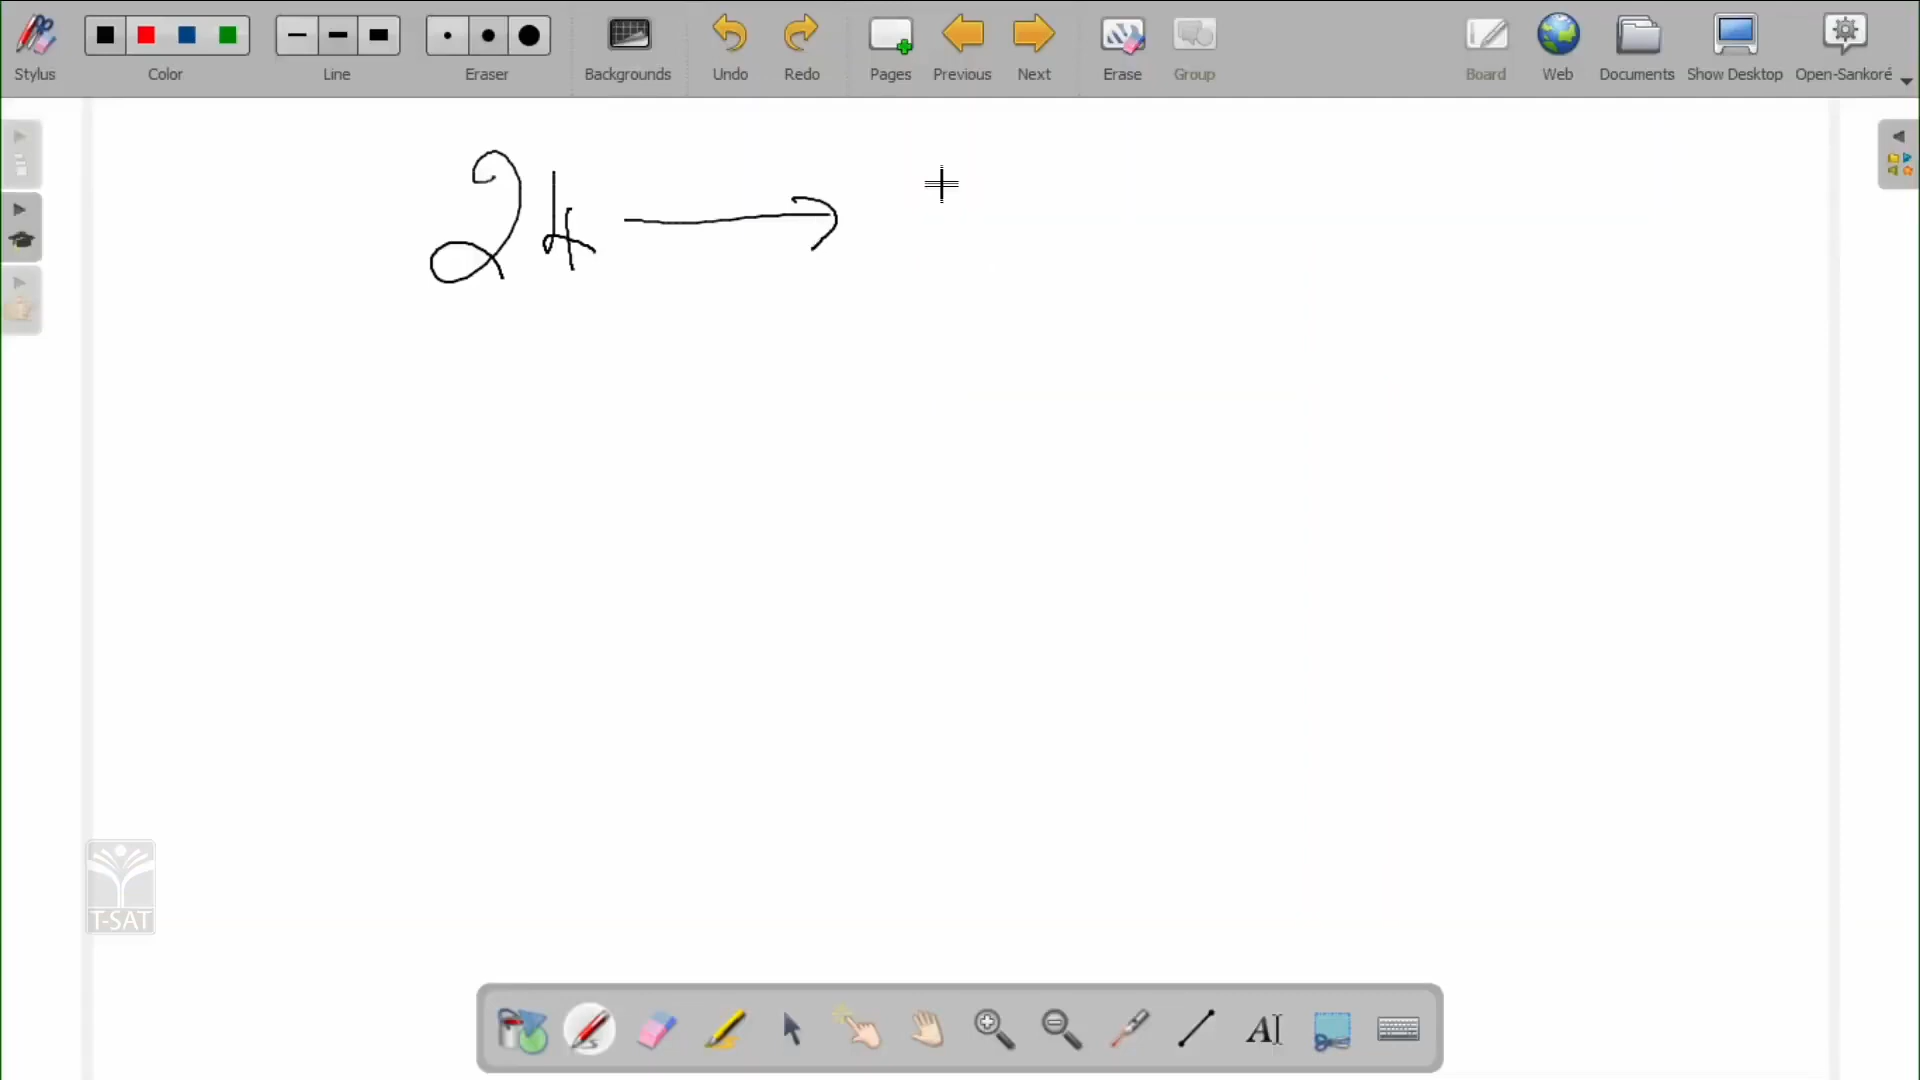 Stylus Color Line Eraser Backgrounds Undo Redo Pages Previous Next Erase Group Board Web Documents Show Desktop Open-Sankoré
24 →
T-SAT